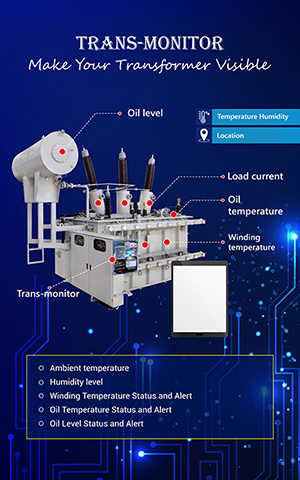 TRANS-MONITOR
Make Your Transformer Visible
Oil level
Temperature Humidity
Location
Load current
Oil
temperature
Winding
temperature
Trans-monitor
Ambient temperature
Humidity level
Winding Temperature Status and Alert
Oil Temperature Status and Alert
Oil Level Status and Alert